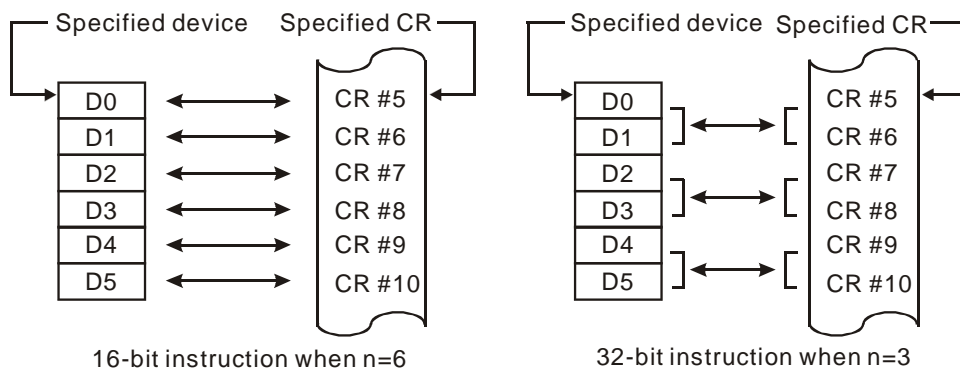 Specified device Specified CR
D0 CR #5
D1 CR #6
D2 CR #7
D3 CR #8
D4 CR #9
D5 CR #10
16-bit instruction when n=6
Specified device Specified CR
D0 CR #5
D1 CR #6
D2 CR #7
D3 CR #8
D4 CR #9
D5 CR #10
32-bit instruction when n=3